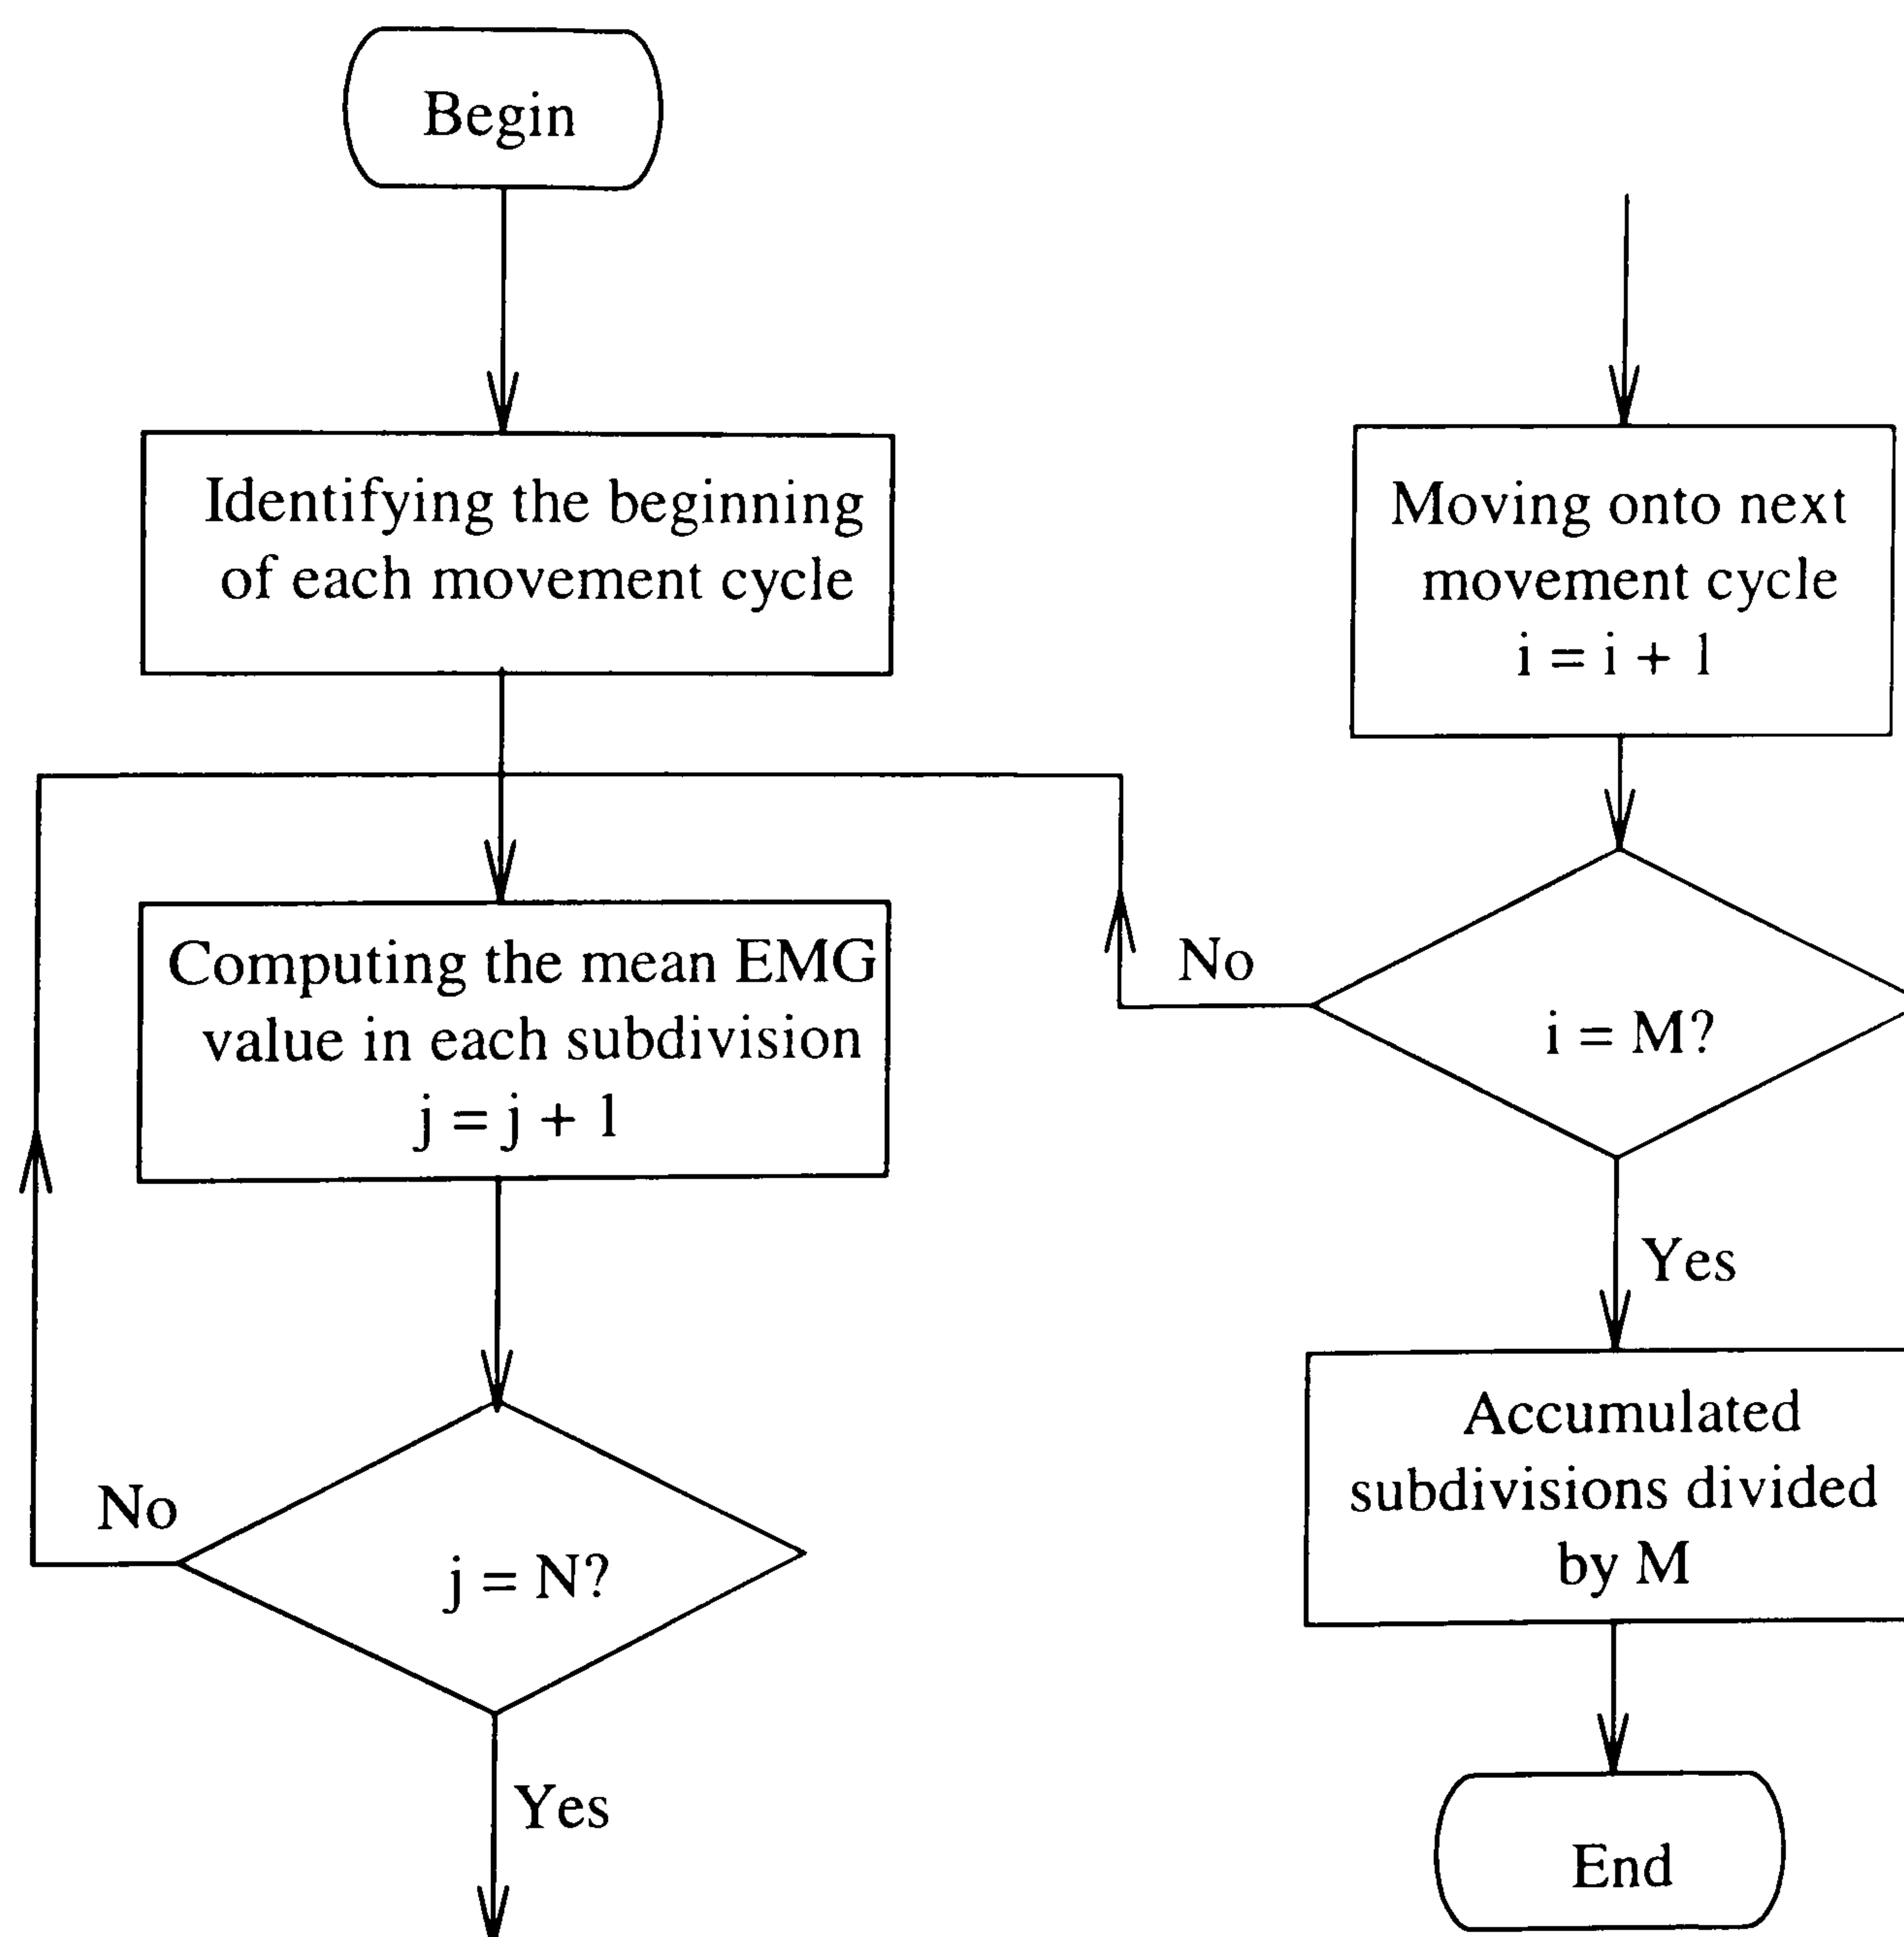 Begin
Identifying the beginning
of each movement cycle
Computing the mean EMG
value in each subdivision
j = j + 1
No
j = N?
Yes
Moving onto next
movement cycle
i = i + 1
No
i = M?
Yes
Accumulated
subdivisions divided
by M
End